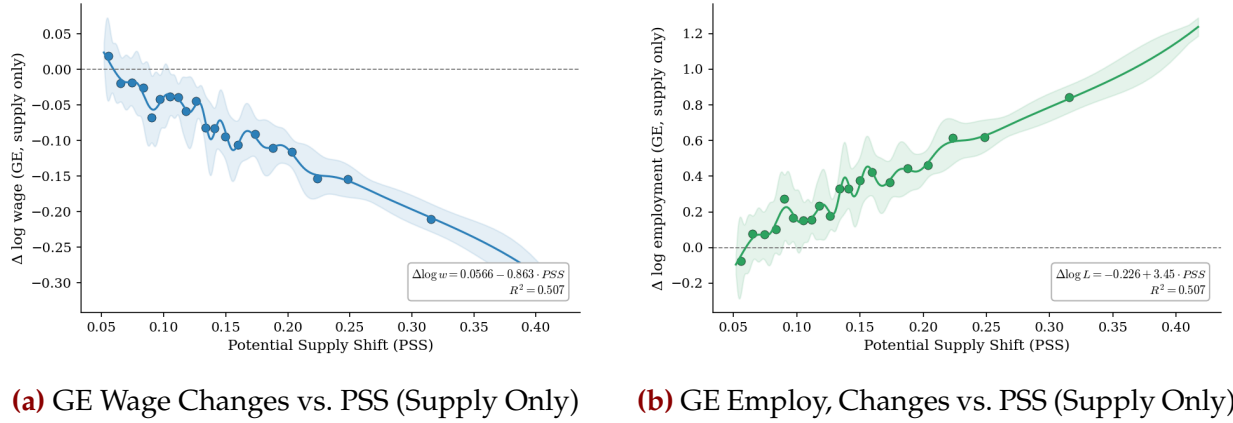 0.05
0.00
−0.05
−0.10
−0.15
−0.20
−0.25
−0.30
Δ log wage (GE, supply only)
Δlog w = 0.0566 − 0.863 · PSS
R² = 0.507
0.05 0.10 0.15 0.20 0.25 0.30 0.35 0.40
Potential Supply Shift (PSS)
(a) GE Wage Changes vs. PSS (Supply Only)
1.2
1.0
0.8
0.6
0.4
0.2
0.0
−0.2
Δ log employment (GE, supply only)
Δlog L = −0.226 + 3.45 · PSS
R² = 0.507
0.05 0.10 0.15 0.20 0.25 0.30 0.35 0.40
Potential Supply Shift (PSS)
(b) GE Employ, Changes vs. PSS (Supply Only)